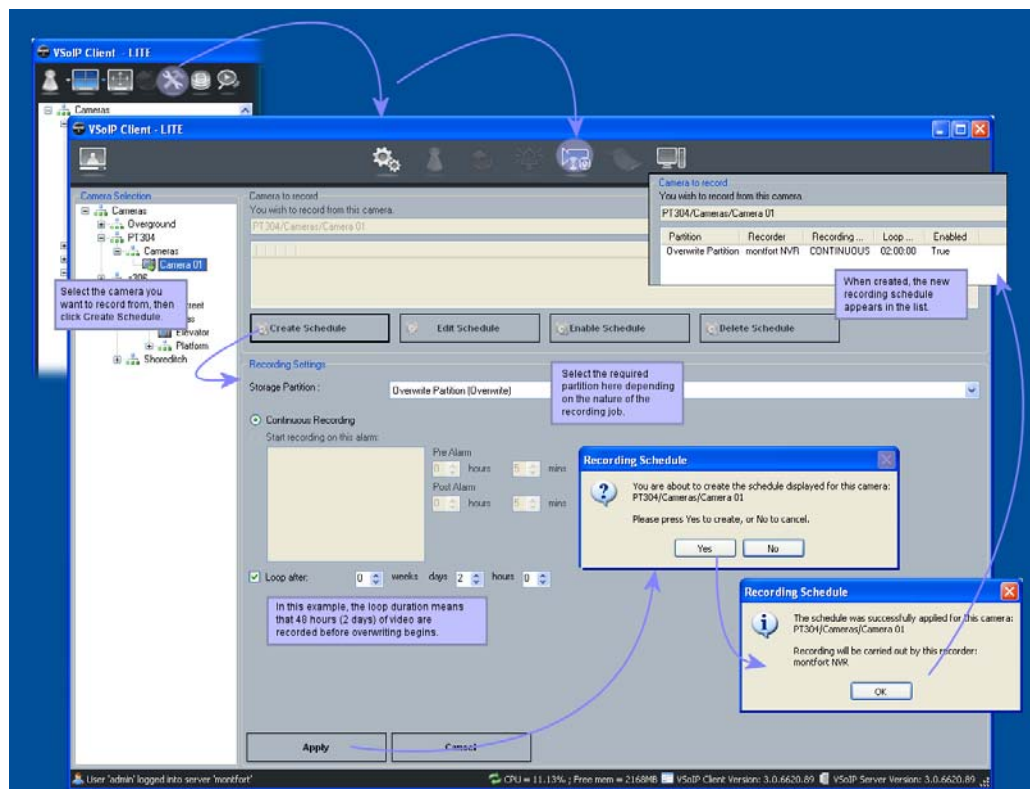 VSoIP Client - LITE
Cameras
VSoIP Client - LITE
Camera Selection
Cameras
Overground
PT304
Cameras
Camera 01
Select the camera you
want to record from, then
click Create Schedule.
Elevator
Platform
Shoreditch
Camera to record
You wish to record from this camera.
PT304/Cameras/Camera 01
Camera to record
You wish to record from this camera.
PT304/Cameras/Camera 01
Partition Recorder Recording ... Loop ... Enabled
Overwrite Partition montfort NVR CONTINUOUS 02:00:00 True
When created, the new
recording schedule
appears in the list.
Create Schedule
Edit Schedule
Enable Schedule
Delete Schedule
Recording Settings
Storage Partition :
Overwrite Partition (Overwrite)
Select the required
partition here depending
on the nature of the
recording job.
Continuous Recording
Start recording on this alarm:
Pre Alarm
0 hours 5 mins
Post Alarm
0 hours 5 mins
Loop after: 0 weeks days 2 hours 0
In this example, the loop duration means
that 48 hours (2 days) of video are
recorded before overwriting begins.
Recording Schedule
You are about to create the schedule displayed for this camera:
PT304/Cameras/Camera 01
Please press Yes to create, or No to cancel.
Yes
No
Recording Schedule
The schedule was successfully applied for this camera:
PT304/Cameras/Camera 01
Recording will be carried out by this recorder:
montfort NVR
OK
Apply
Cancel
User 'admin' logged into server 'montfort'
CPU = 11.13% ; Free mem = 2168MB
VSoIP Client Version: 3.0.6620.89
VSoIP Server Version: 3.0.6620.89